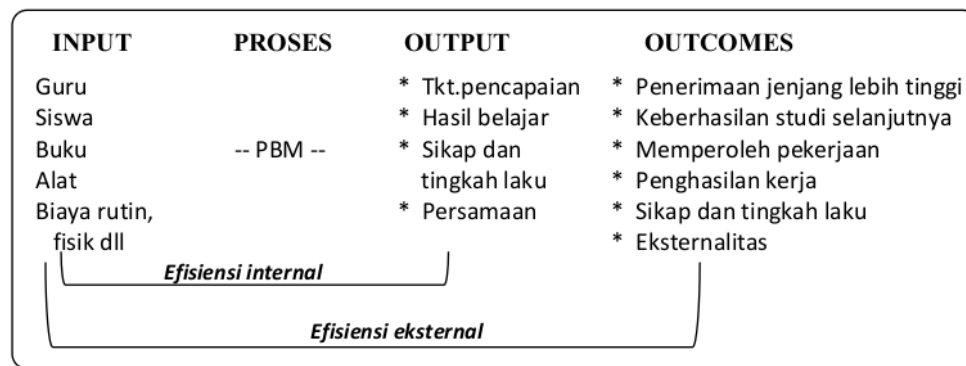 INPUT PROSES OUTPUT OUTCOMES
Guru * Tkt.pencapaian * Penerimaan jenjang lebih tinggi
Siswa * Hasil belajar * Keberhasilan studi selanjutnya
Buku -- PBM -- * Sikap dan * Memperoleh pekerjaan
Alat tingkah laku * Penghasilan kerja
Biaya rutin, * Persamaan * Sikap dan tingkah laku
fisik dll * Eksternalitas
Efisiensi internal
Efisiensi eksternal